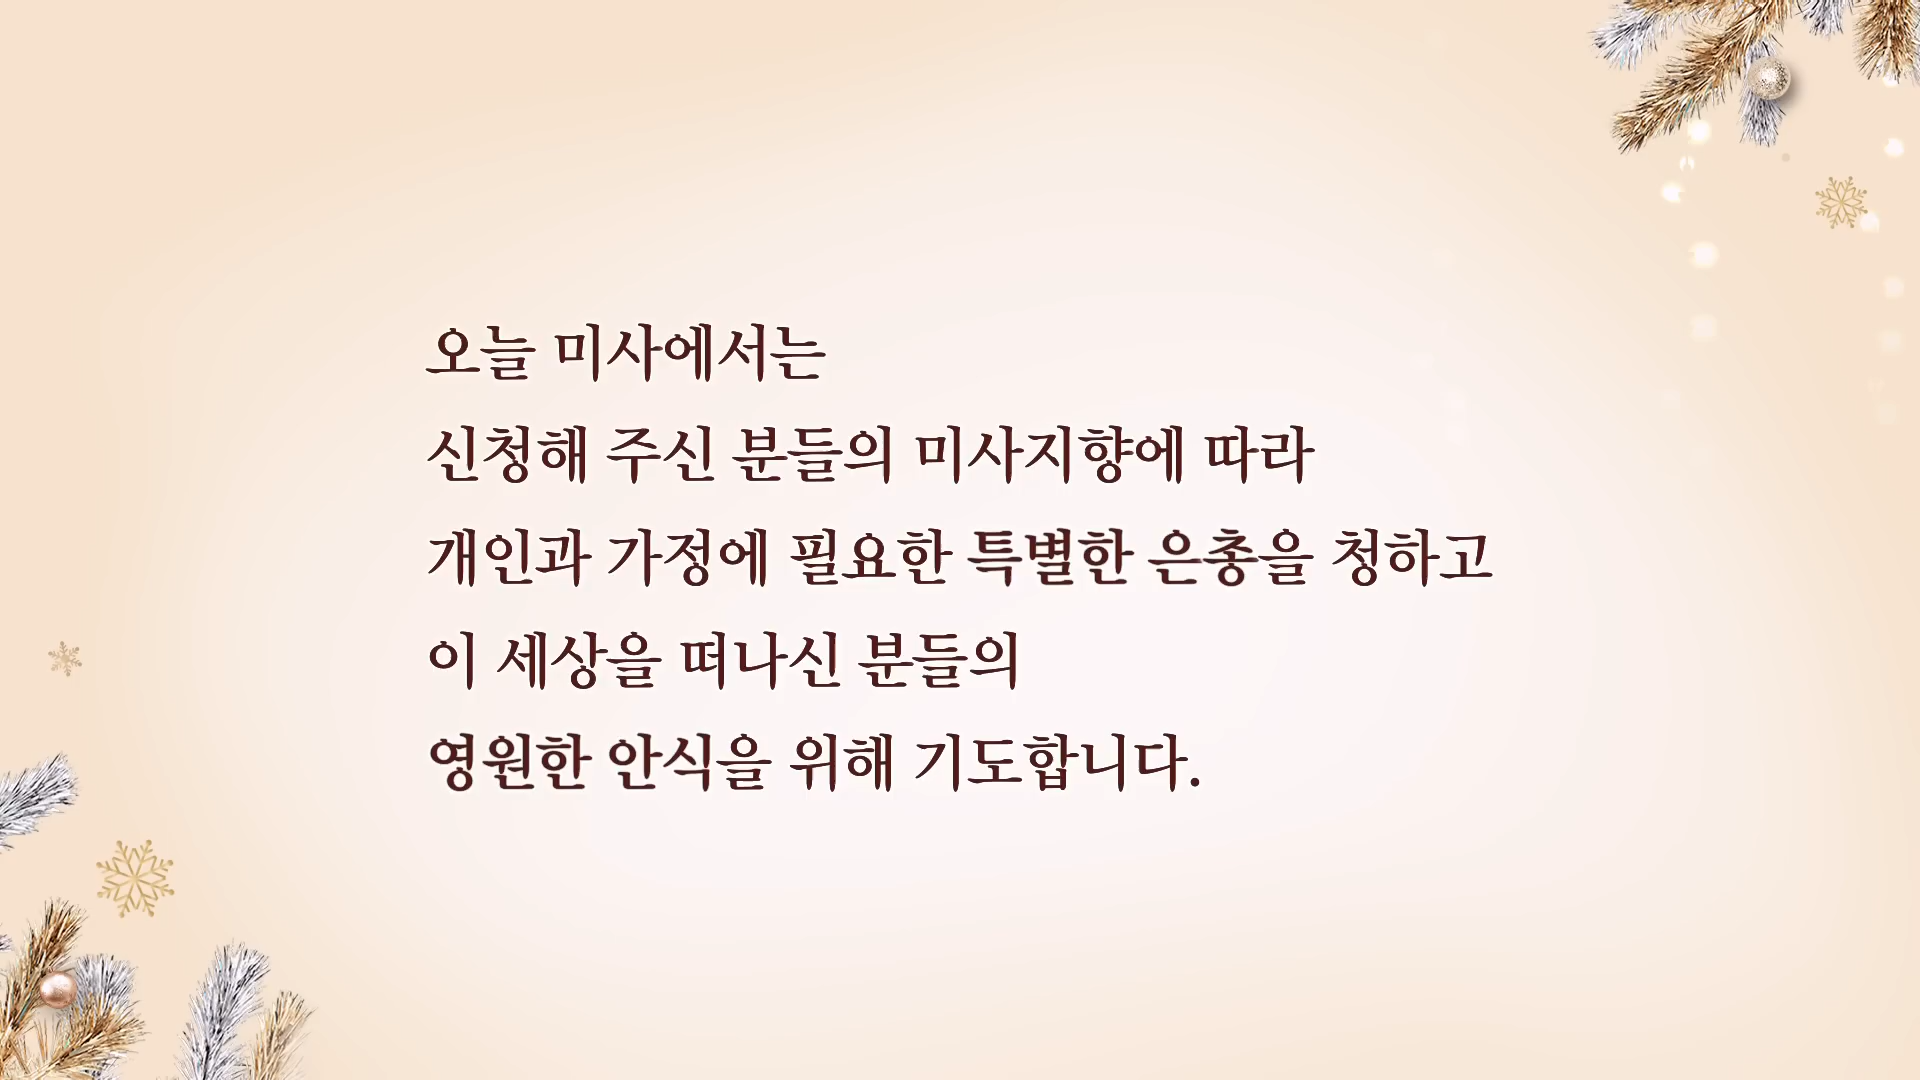 오늘 미사에서는
신청해 주신 분들의 미사지향에 따라
개인과 가정에 필요한 특별한 은총을 청하고
이 세상을 떠나신 분들의
영원한 안식을 위해 기도합니다.